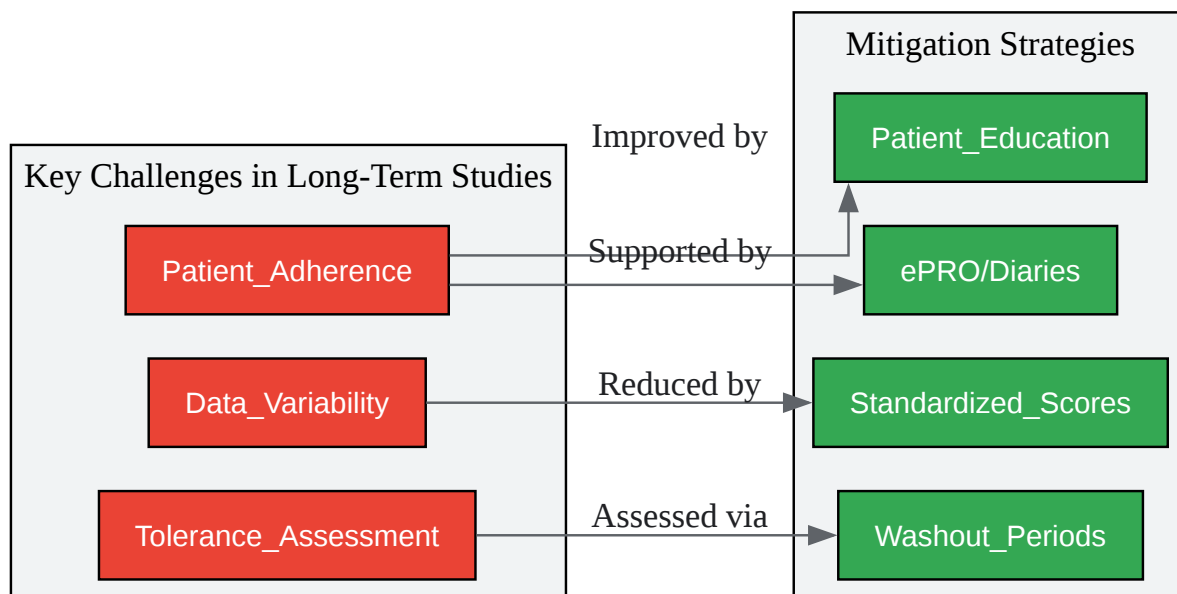 Key Challenges in Long-Term Studies
Patient_Adherence
Data_Variability
Tolerance_Assessment
Improved by
Supported by
Reduced by
Assessed via
Mitigation Strategies
Patient_Education
ePRO/Diaries
Standardized_Scores
Washout_Periods